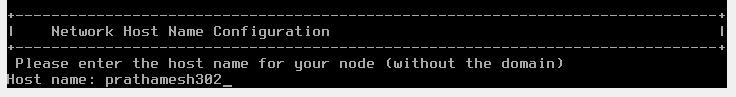 Network Host Name Configuration
Please enter the host name for your node (without the domain)
Host name: prathamesh302_